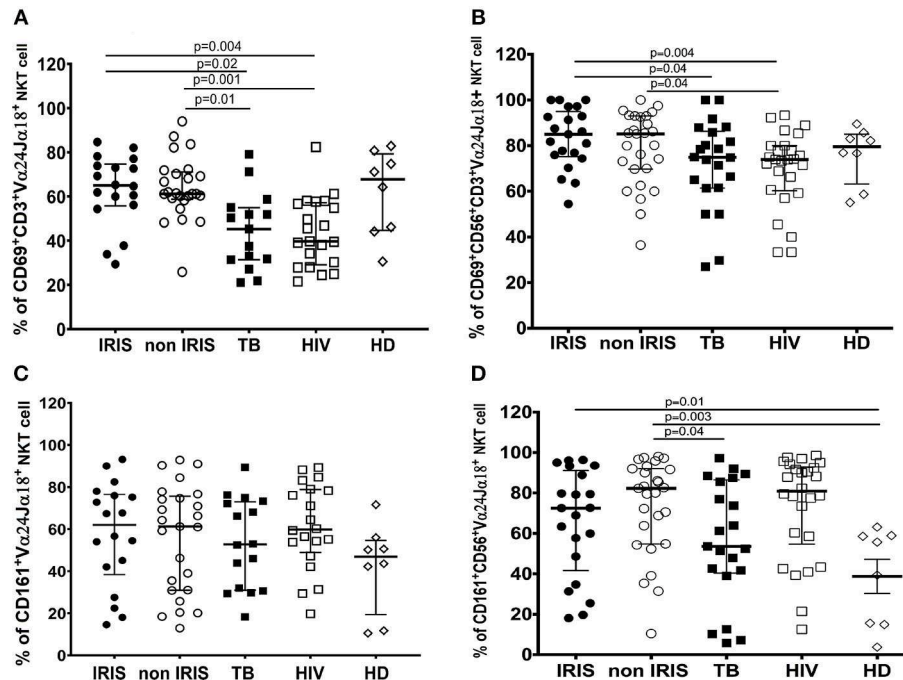 A
% of CD69⁺CD3⁺Vα24Jα18⁺ NKT cell
p=0.004
p=0.02
p=0.001
p=0.01
120
100
80
60
40
20
0
IRIS non IRIS TB HIV HD
B
% of CD69⁺CD56⁺CD3⁺Vα24Jα18+ NKT cell
p=0.004
p=0.04
p=0.04
120
100
80
60
40
20
0
IRIS non IRIS TB HIV HD
C
% of CD161⁺Vα24Jα18⁺ NKT cell
120
100
80
60
40
20
0
IRIS non IRIS TB HIV HD
D
% of CD161⁺CD56⁺Vα24Jα18⁺ NKT cell
p=0.01
p=0.003
p=0.04
120
100
80
60
40
20
0
IRIS non IRIS TB HIV HD